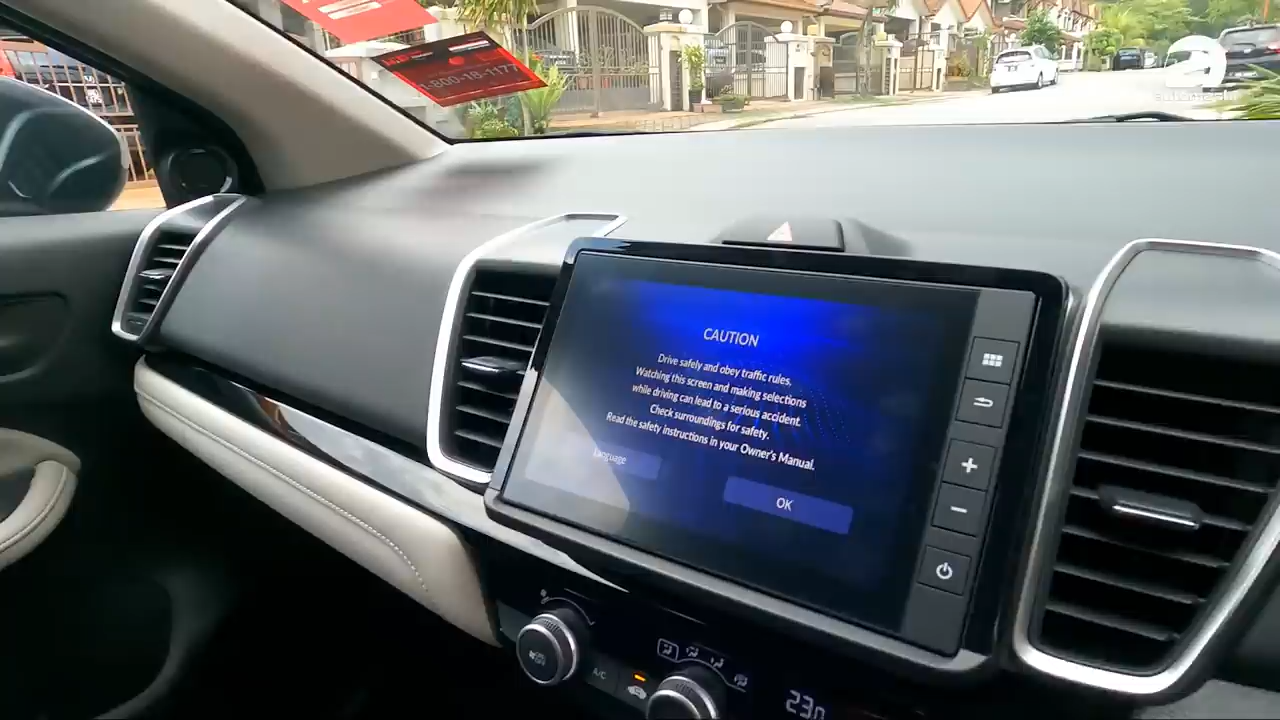 1-800-18-1177
automachi
CAUTION
Drive safely and obey traffic rules.
Watching this screen and making selections
while driving can lead to a serious accident.
Check surroundings for safety.
Read the safety instructions in your Owner's Manual.
Language
OK
A/C
23.0